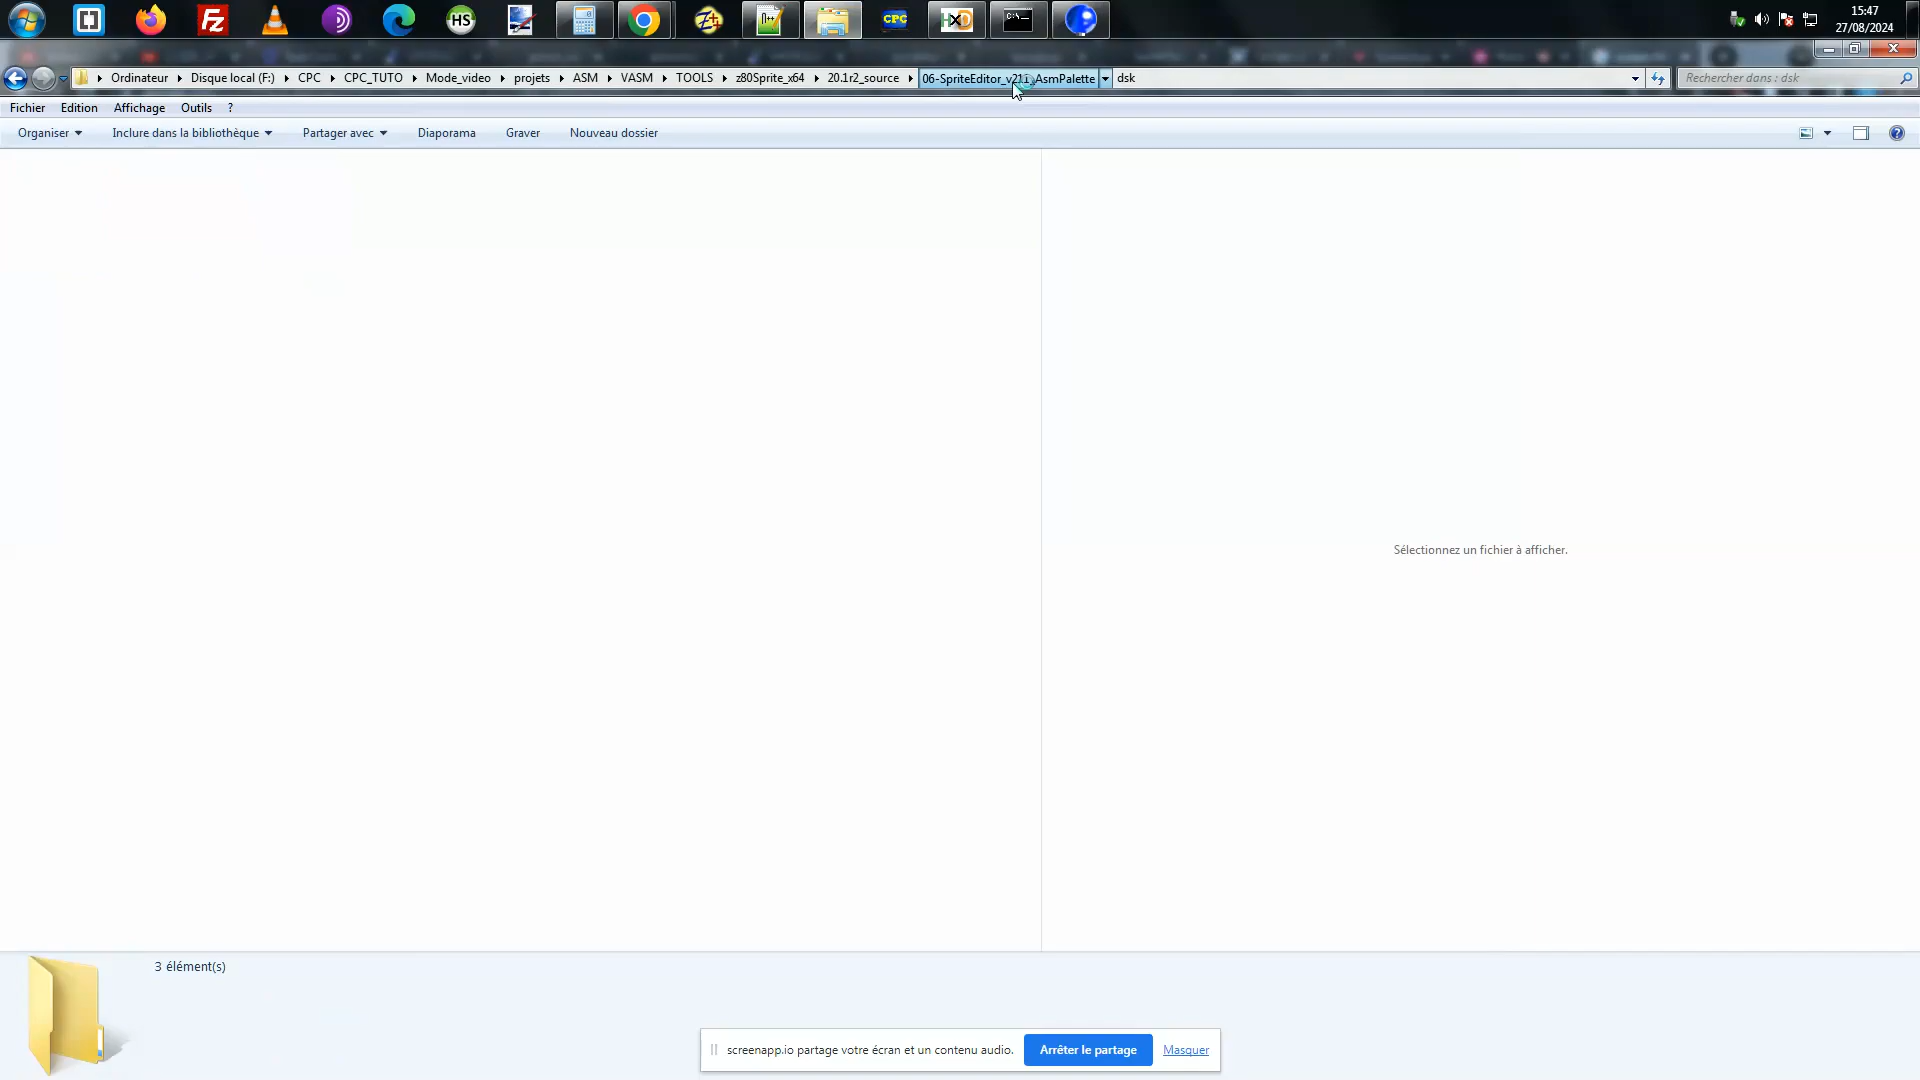 15:47
27/08/2024
HS
CPC
Ordinateur Disque local (F:) CPC CPC_TUTO Mode_video projets ASM VASM TOOLS z80Sprite_x64 20.1r2_source 06-SpriteEditor_v211_AsmPalette dsk
Rechercher dans : dsk
Fichier Edition Affichage Outils ?
Organiser Inclure dans la bibliothèque Partager avec Diaporama Graver Nouveau dossier
Sélectionnez un fichier à afficher.
3 élément(s)
screenapp.io partage votre écran et un contenu audio. Arrêter le partage Masquer